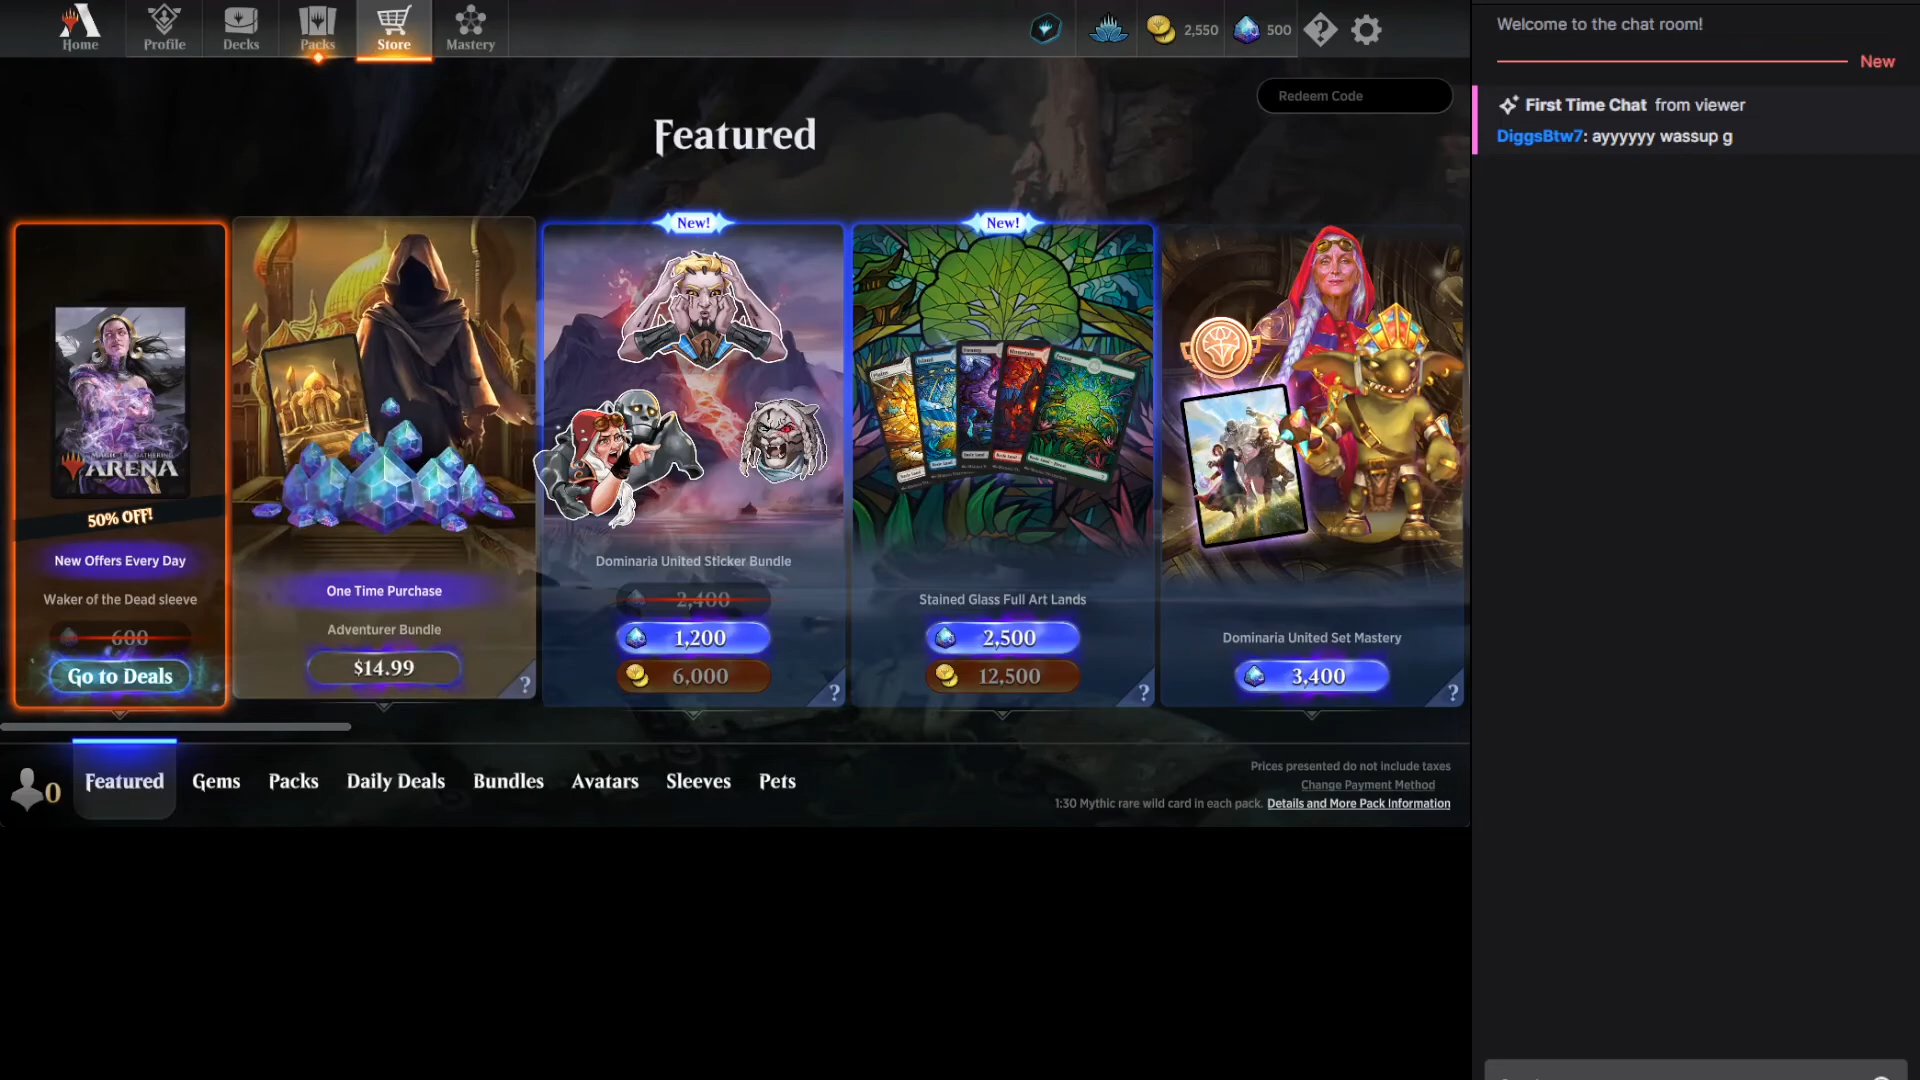 Home
Profile
Decks
Packs
Store
Mastery
2,550
500
Redeem Code
Featured
MAGIC THE GATHERING
ARENA
50% OFF!
New Offers Every Day
Waker of the Dead sleeve
600
Go to Deals
One Time Purchase
Adventurer Bundle
$14.99
?
New!
Dominaria United Sticker Bundle
2,400
1,200
6,000
?
New!
Stained Glass Full Art Lands
2,500
12,500
?
Dominaria United Set Mastery
3,400
?
0
Featured
Gems
Packs
Daily Deals
Bundles
Avatars
Sleeves
Pets
Prices presented do not include taxes
Change Payment Method
1:30 Mythic rare wild card in each pack. Details and More Pack Information
Welcome to the chat room!
New
First Time Chat from viewer
DiggsBtw7: ayyyyyy wassup g